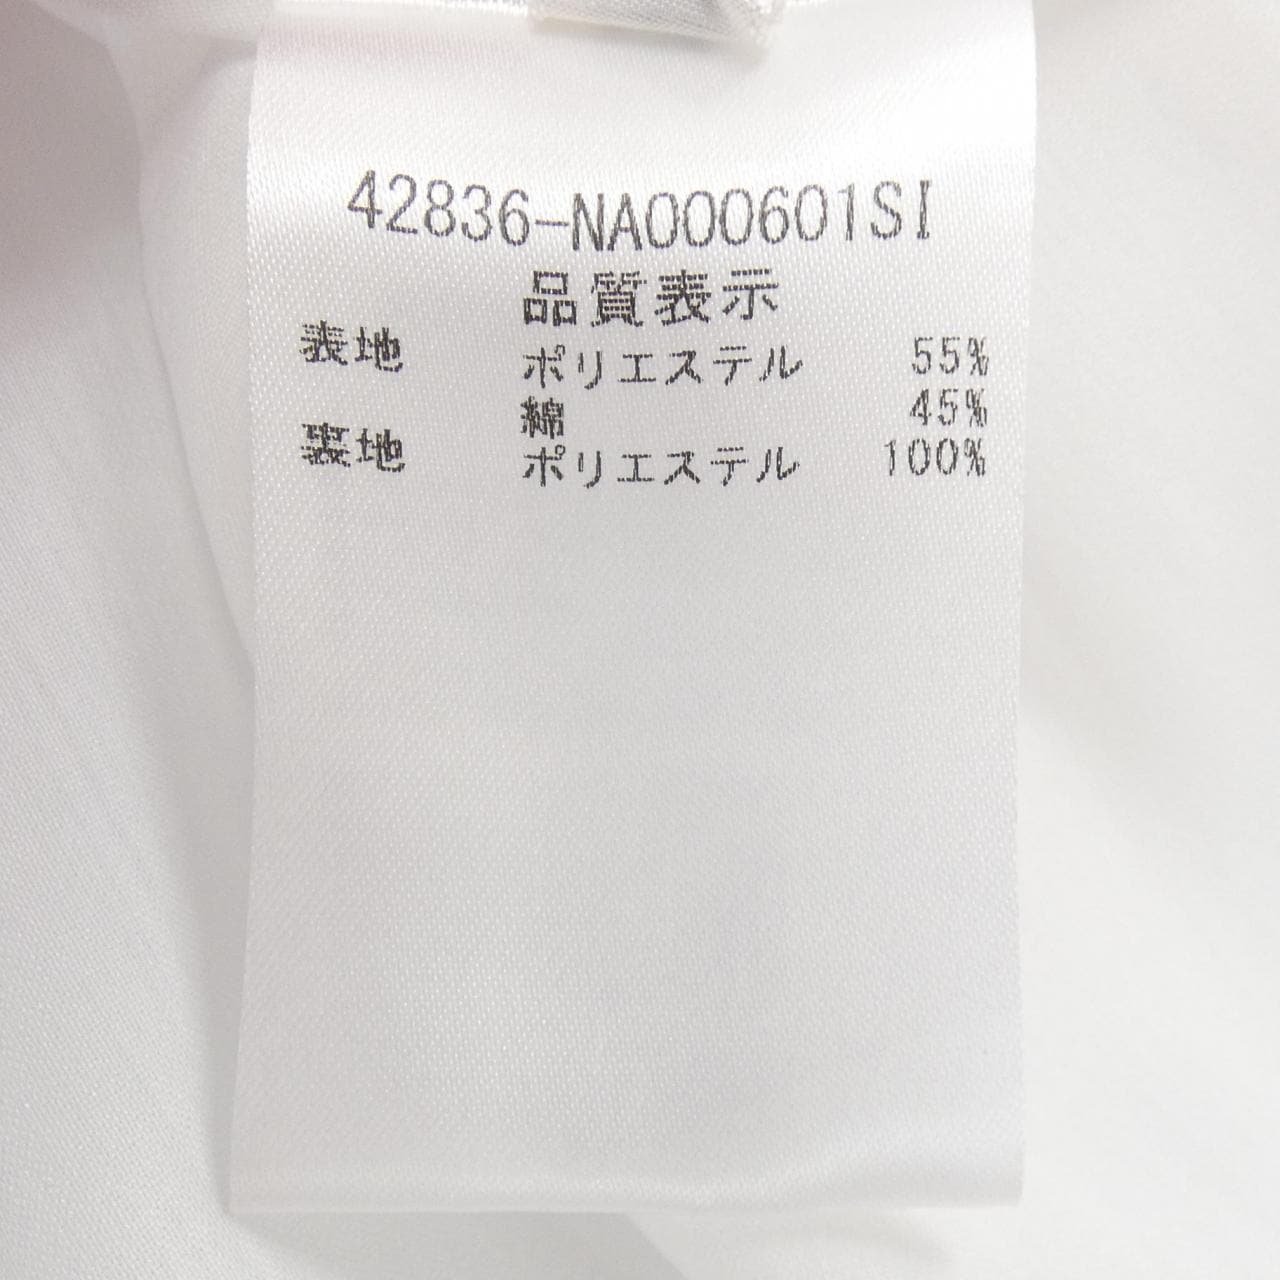 42836-NA000601SI
品質表示
表地 ポリエステル 55%
綿 45%
裏地 ポリエステル 100%